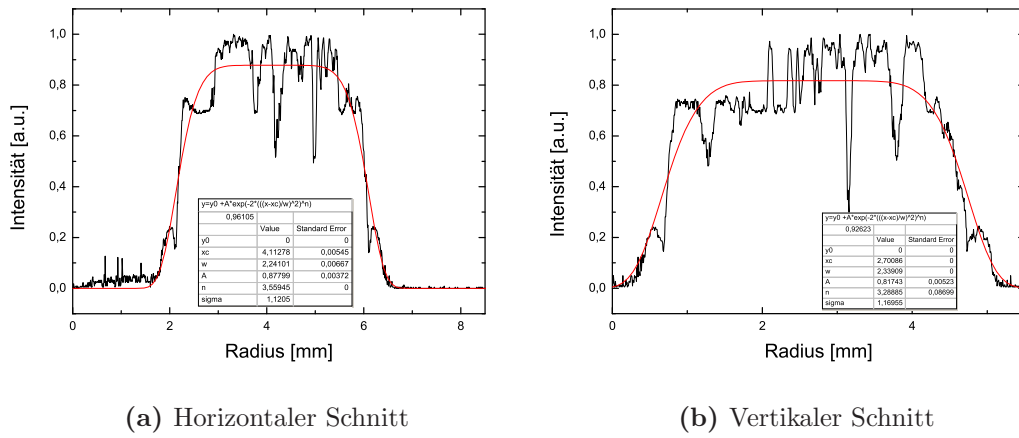 1,0
0,8
0,6
0,4
0,2
0,0
Intensität [a.u.]
y=y0 +A*exp(-2*(((x-xc)/w)^2)^n)
0,96105
Value Standard Error
y0 0 0
xc 4,11278 0,00545
w 2,24101 0,00667
A 0,87799 0,00372
n 3,55945 0
sigma 1,1205
0 2 4 6 8
Radius [mm]
(a) Horizontaler Schnitt
1,0
0,8
0,6
0,4
0,2
0,0
Intensität [a.u.]
y=y0 +A*exp(-2*(((x-xc)/w)^2)^n)
0,92623
Value Standard Error
y0 0 0
xc 2,70086 0
w 2,33909 0
A 0,81743 0,00523
n 3,28885 0,08699
sigma 1,16955
0 2 4
Radius [mm]
(b) Vertikaler Schnitt